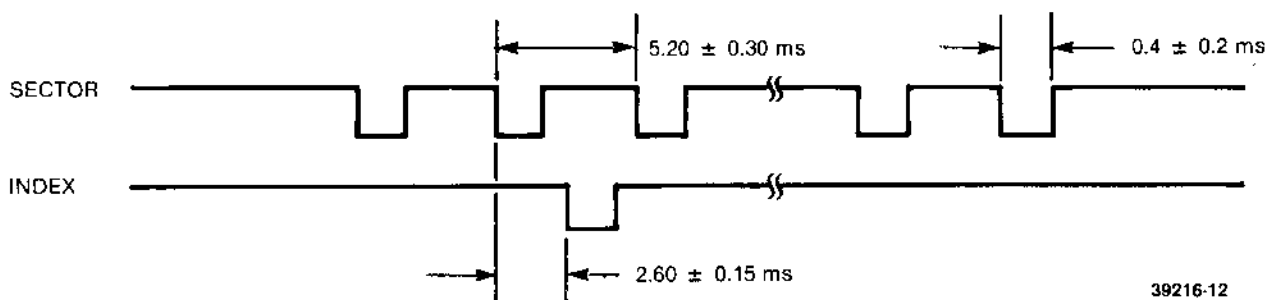 5.20 ± 0.30 ms
0.4 ± 0.2 ms
SECTOR
INDEX
2.60 ± 0.15 ms
39216-12